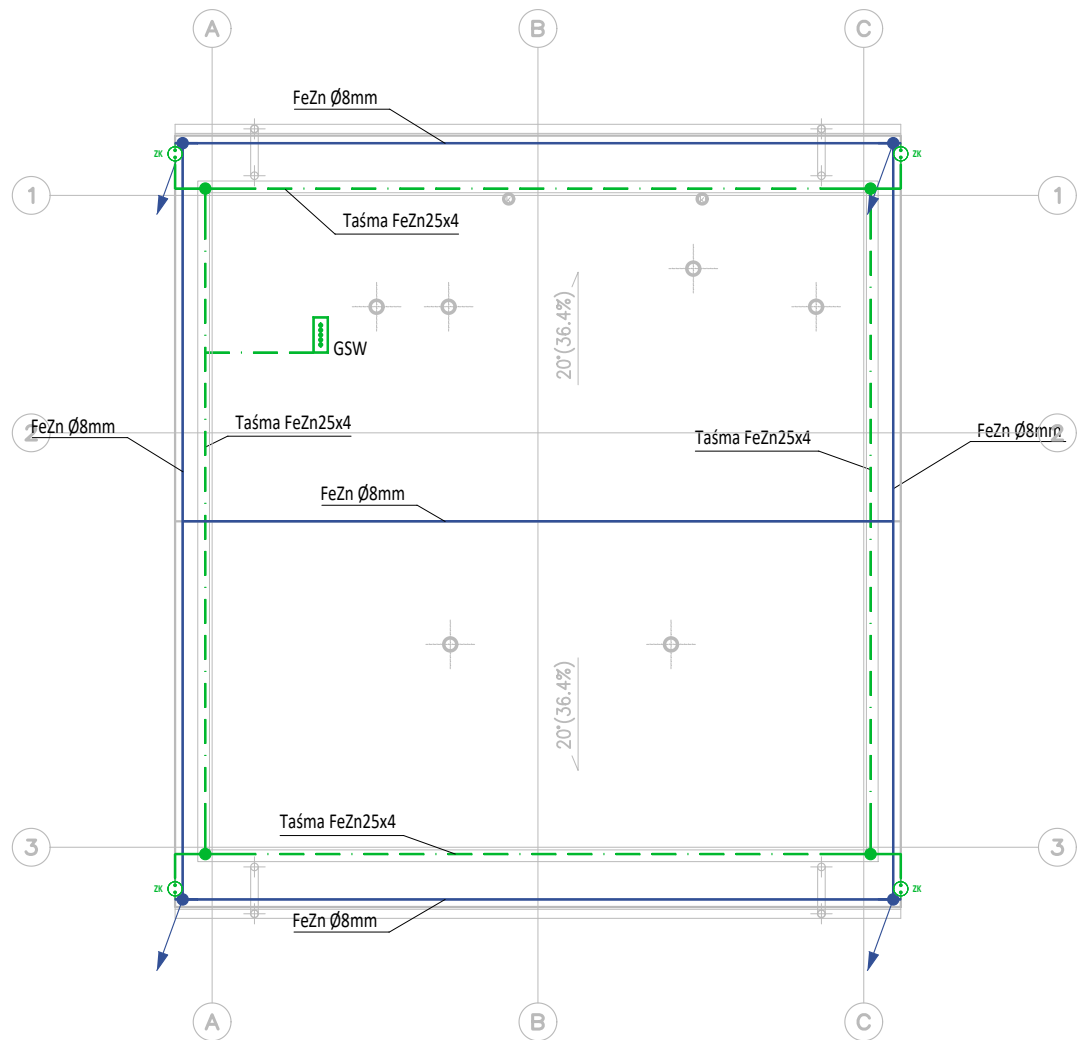 A B C
FeZn Ø8mm
ZK ZK
1 1
Taśma FeZn25x4
20°(36.4%)
GSW
Taśma FeZn25x4
FeZn Ø8mm 2 2 FeZn Ø8mm
Taśma FeZn25x4
FeZn Ø8mm
20°(36.4%)
Taśma FeZn25x4
3 3
ZK ZK
FeZn Ø8mm
A B C